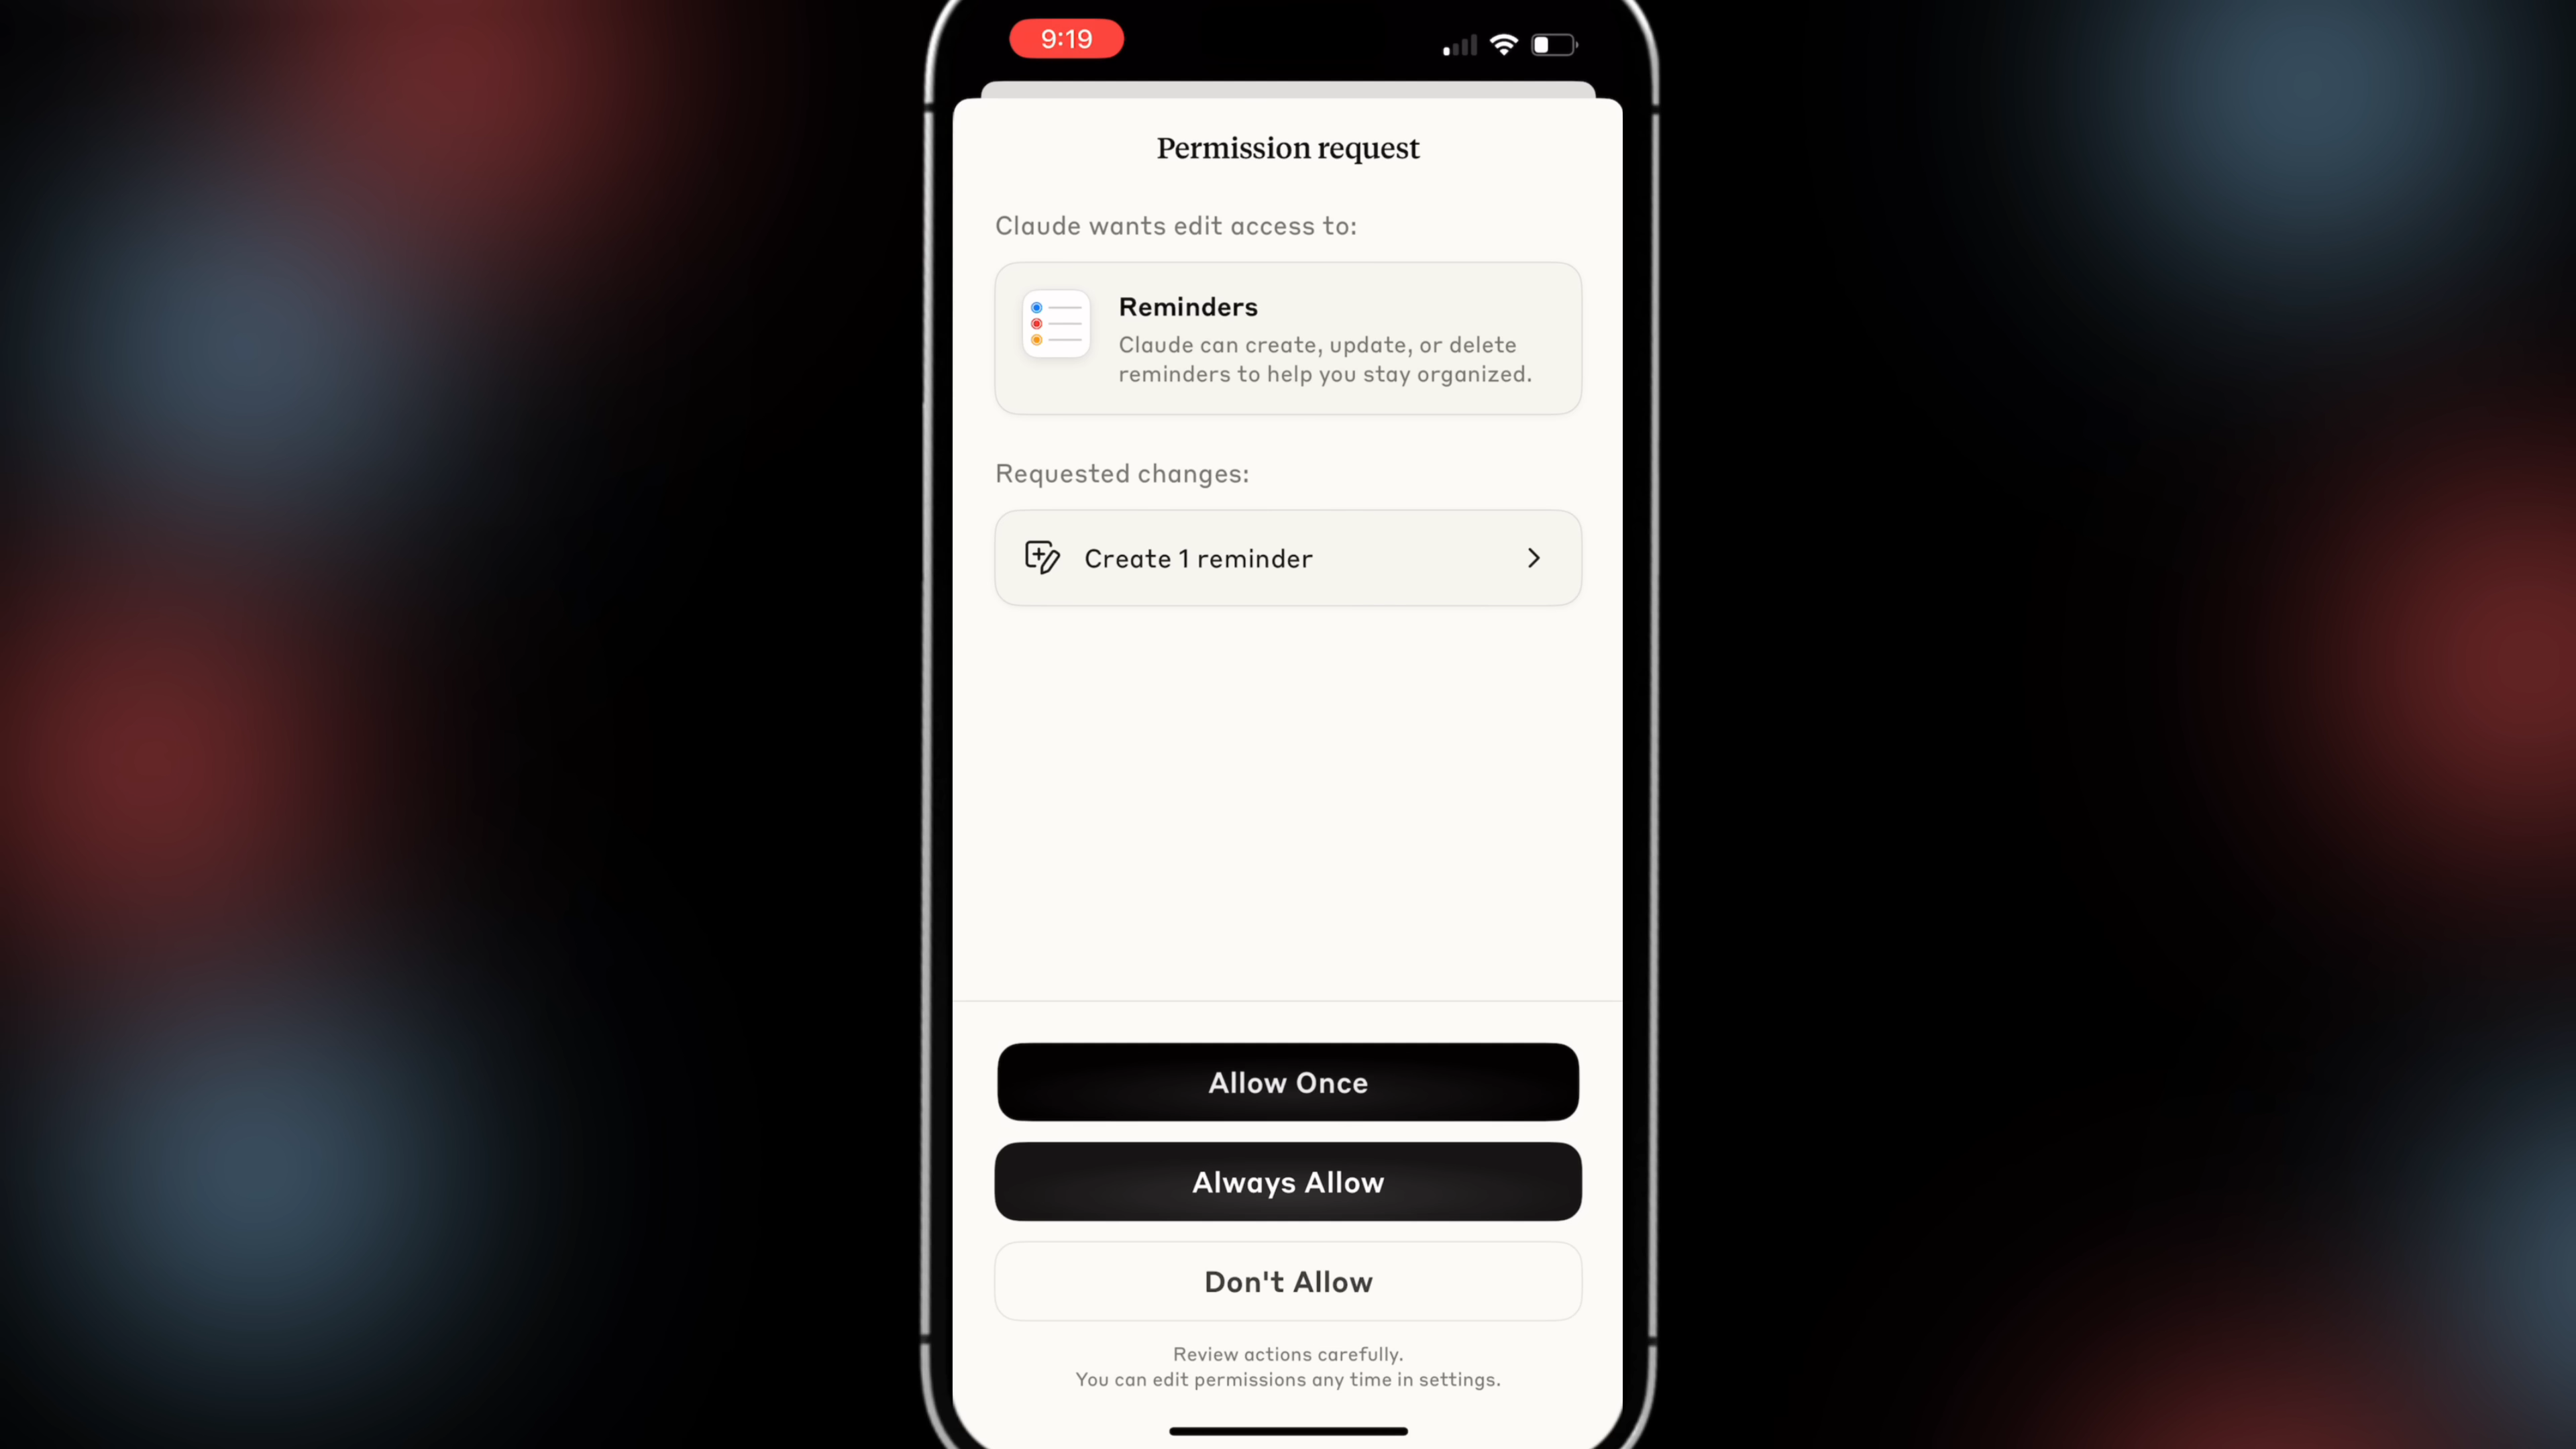 9:19
Permission request
Claude wants edit access to:
Reminders
Claude can create, update, or delete
reminders to help you stay organized.
Requested changes:
Create 1 reminder
Allow Once
Always Allow
Don't Allow
Review actions carefully.
You can edit permissions any time in settings.